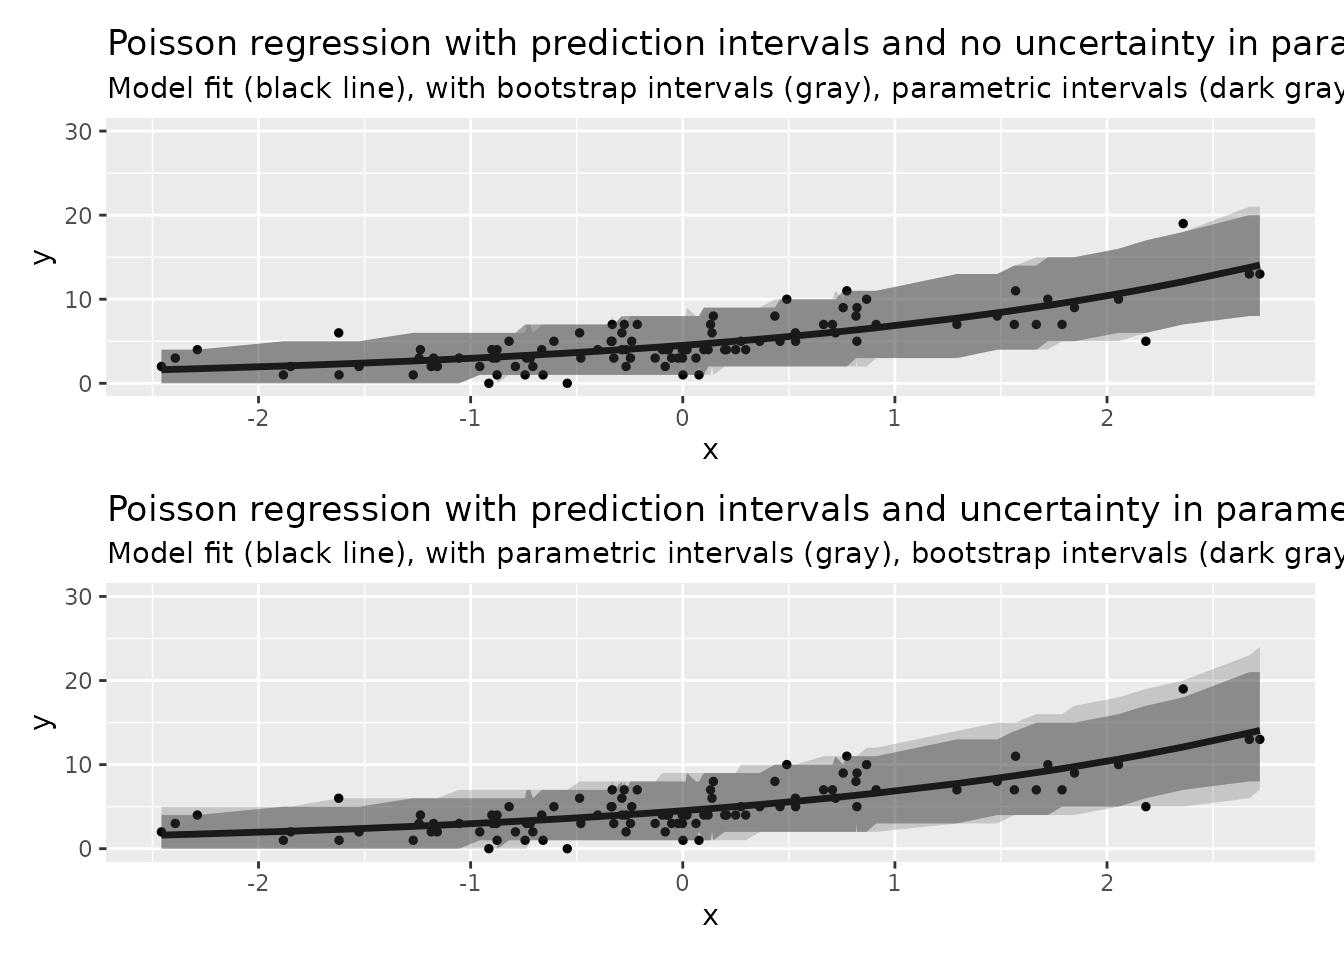 Poisson regression with prediction intervals and no uncertainty in para
Model fit (black line), with bootstrap intervals (gray), parametric intervals (dark gray
30
20
10
0
y
-2 -1 0 1 2
x
Poisson regression with prediction intervals and uncertainty in parame
Model fit (black line), with parametric intervals (gray), bootstrap intervals (dark gray
30
20
10
0
y
-2 -1 0 1 2
x